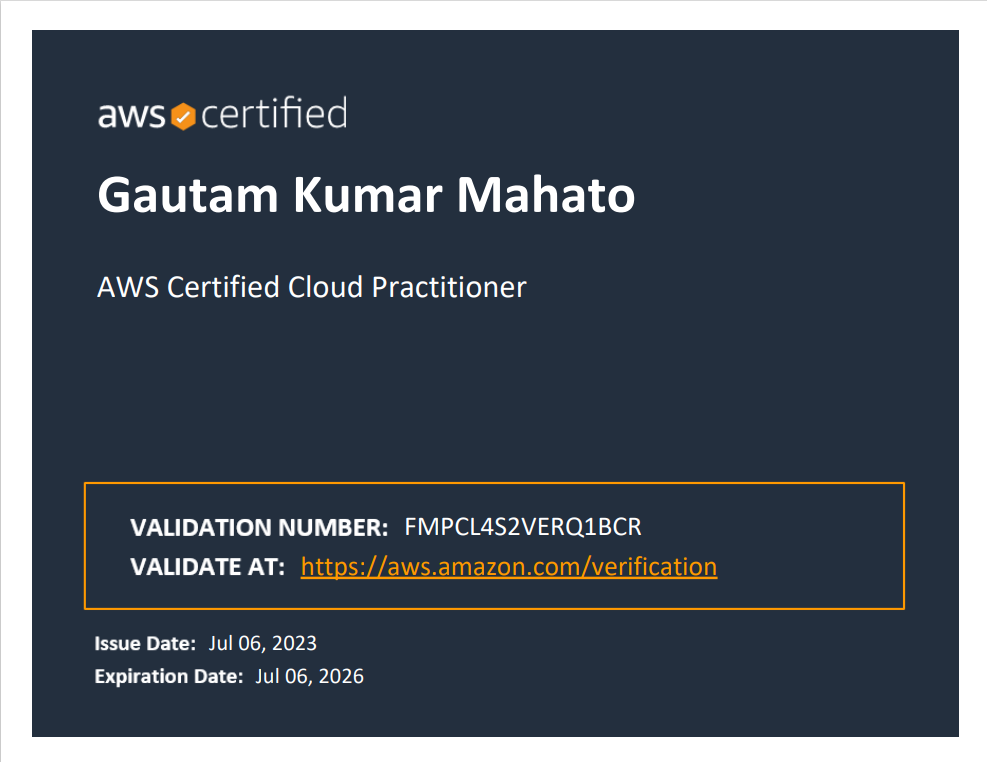 aws certified
Gautam Kumar Mahato
AWS Certified Cloud Practitioner
VALIDATION NUMBER: FMPCL4S2VERQ1BCR
VALIDATE AT: https://aws.amazon.com/verification
Issue Date: Jul 06, 2023
Expiration Date: Jul 06, 2026